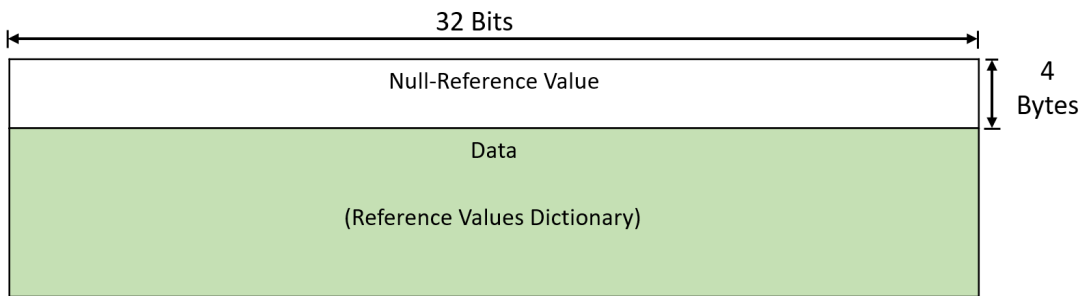 32 Bits
Null-Reference Value
4
Bytes
Data
(Reference Values Dictionary)